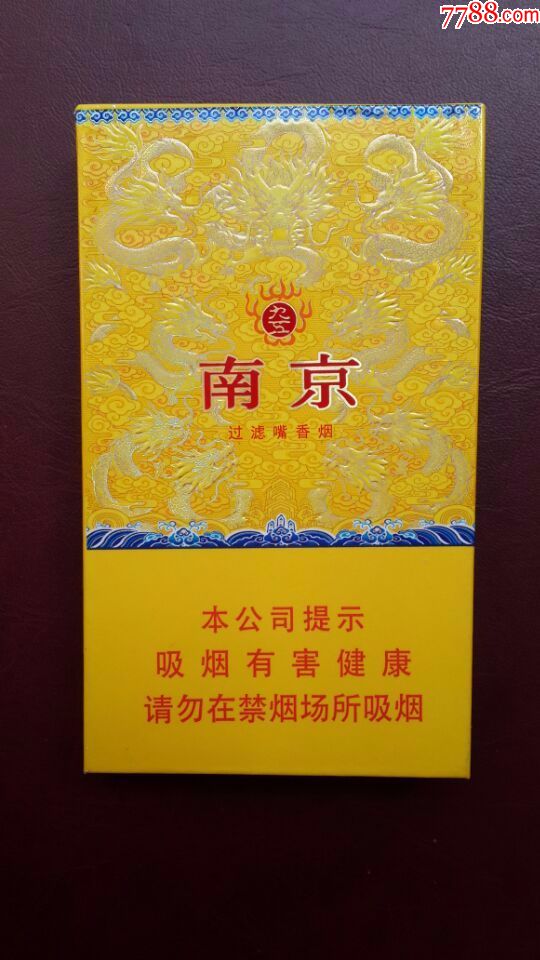 7788.com
九五
南京
过滤嘴香烟
本公司提示
吸烟有害健康
请勿在禁烟场所吸烟